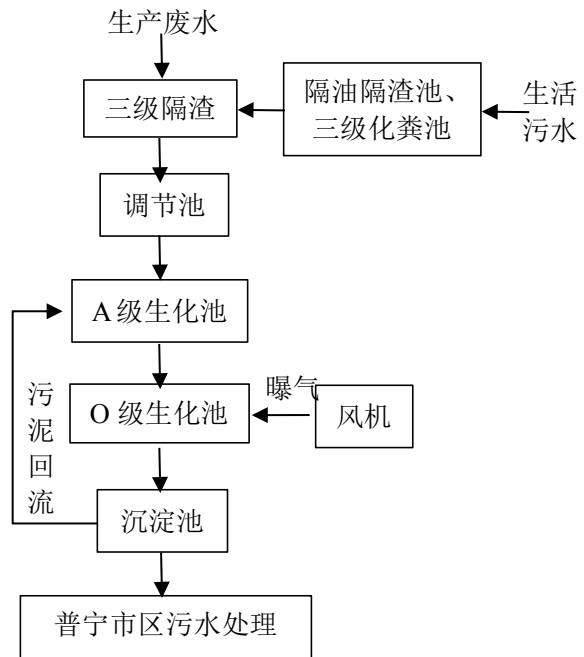 生产废水
三级隔渣
隔油隔渣池、
三级化粪池
生活
污水
调节池
A 级生化池
O 级生化池
曝气
风机
污
泥
回
流
沉淀池
普宁市区污水处理